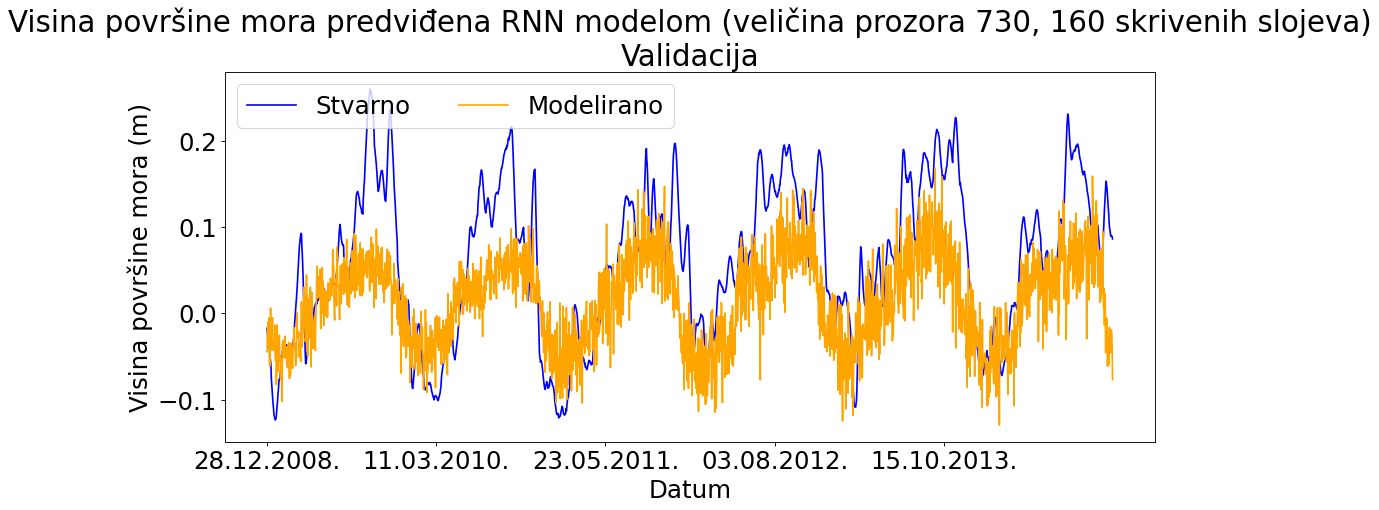 Visina površine mora predviđena RNN modelom (veličina prozora 730, 160 skrivenih slojeva)
Validacija
Stvarno
Modelirano
Visina površine mora (m)
0.2
0.1
0.0
−0.1
28.12.2008.
11.03.2010.
23.05.2011.
03.08.2012.
15.10.2013.
Datum